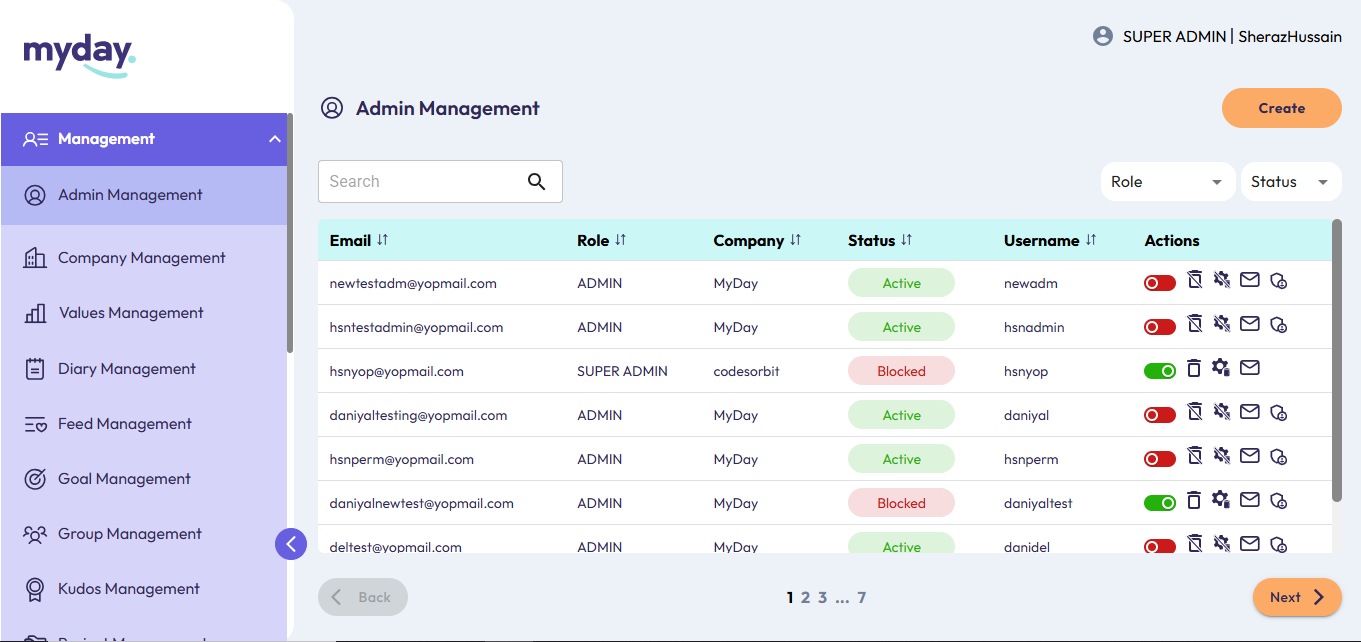 myday.
SUPER ADMIN | SherazHussain
Management
Admin Management
Company Management
Values Management
Diary Management
Feed Management
Goal Management
Group Management
Kudos Management
Admin Management
Create
Search
Role
Status
Email Role Company Status Username Actions
newtestadm@yopmail.com ADMIN MyDay Active newadm
hsntestadmin@yopmail.com ADMIN MyDay Active hsnadmin
hsnyop@yopmail.com SUPER ADMIN codesorbit Blocked hsnyop
daniyaltesting@yopmail.com ADMIN MyDay Active daniyal
hsnperm@yopmail.com ADMIN MyDay Active hsnperm
daniyalnewtest@yopmail.com ADMIN MyDay Blocked daniyaltest
deltest@yopmail.com ADMIN MyDay Active danidel
Back
1 2 3 ... 7
Next